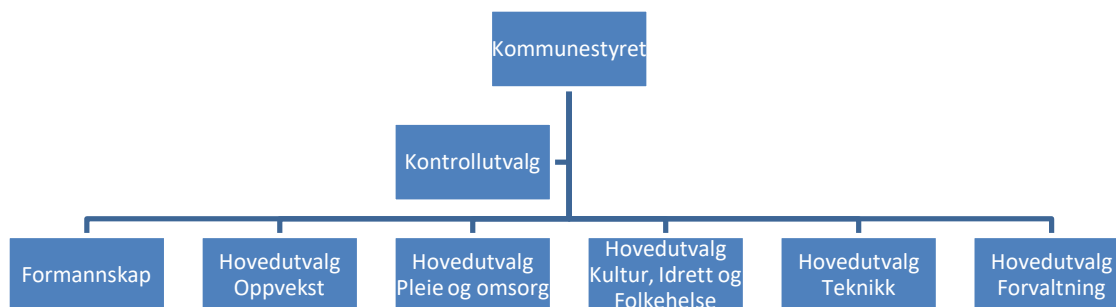 Kommunestyret
Kontrollutvalg
Formannskap
Hovedutvalg
Oppvekst
Hovedutvalg
Pleie og omsorg
Hovedutvalg
Kultur, Idrett og
Folkehelse
Hovedutvalg
Teknikk
Hovedutvalg
Forvaltning